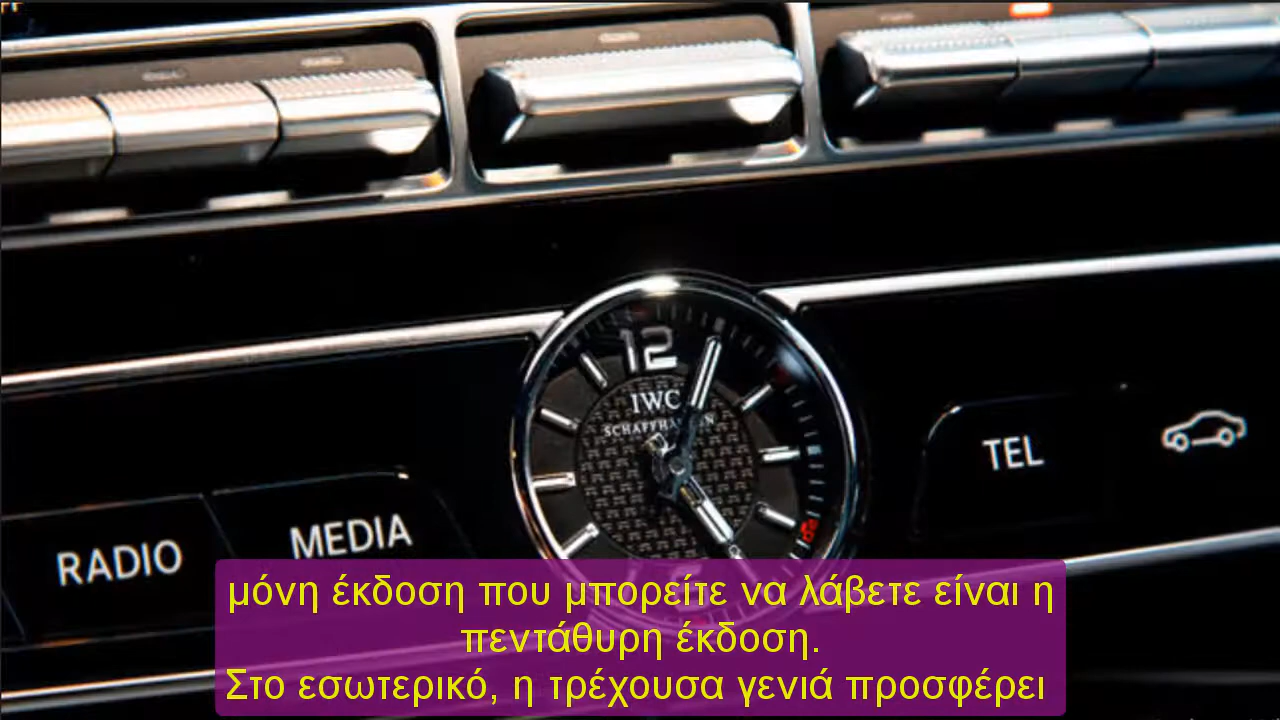 12
IWC
SCHAFFHAUSEN
TEL
RADIO
MEDIA
μόνη έκδοση που μπορείτε να λάβετε είναι η
πεντάθυρη έκδοση.
Στο εσωτερικό, η τρέχουσα γενιά προσφέρει